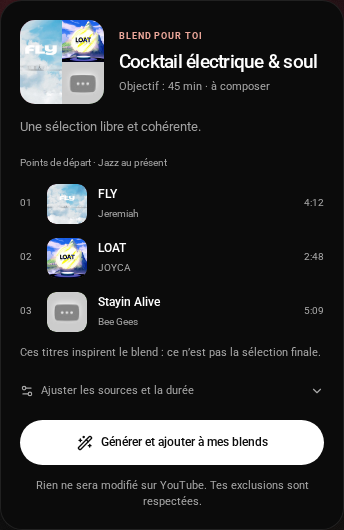 FLY
LOAT
BLEND POUR TOI
Cocktail électrique & soul
Objectif : 45 min · à composer
Une sélection libre et cohérente.
Points de départ · Jazz au présent
01
FLY
FLY
Jeremiah
4:12
02
LOAT
LOAT
JOYCA
2:48
03
Stayin Alive
Bee Gees
5:09
Ces titres inspirent le blend : ce n’est pas la sélection finale.
Ajuster les sources et la durée
Générer et ajouter à mes blends
Rien ne sera modifié sur YouTube. Tes exclusions sont
respectées.